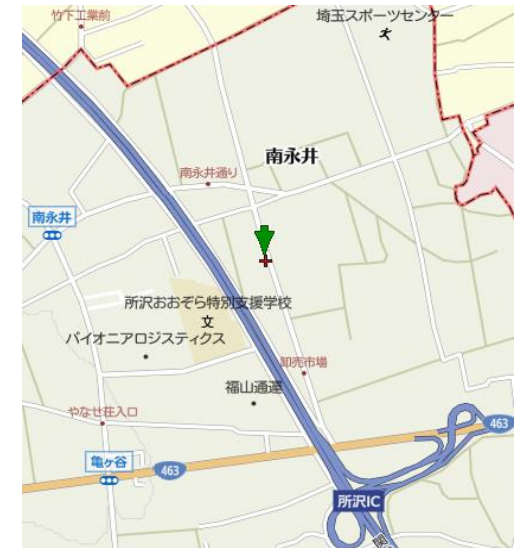 竹下工業前
埼玉スポーツセンター
南永井
南永井通り
南永井
所沢おおぞら特別支援学校
文
パイオニアロジスティクス
卸売市場
福山通運
やなせ荘入口
463
亀ヶ谷
463
所沢IC